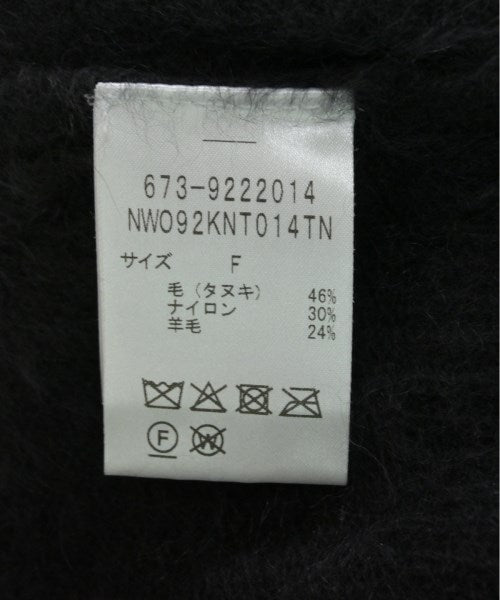 673-9222014
NW092KNT014TN
サイズ F
毛（タヌキ） 46%
ナイロン 30%
羊毛 24%
F W